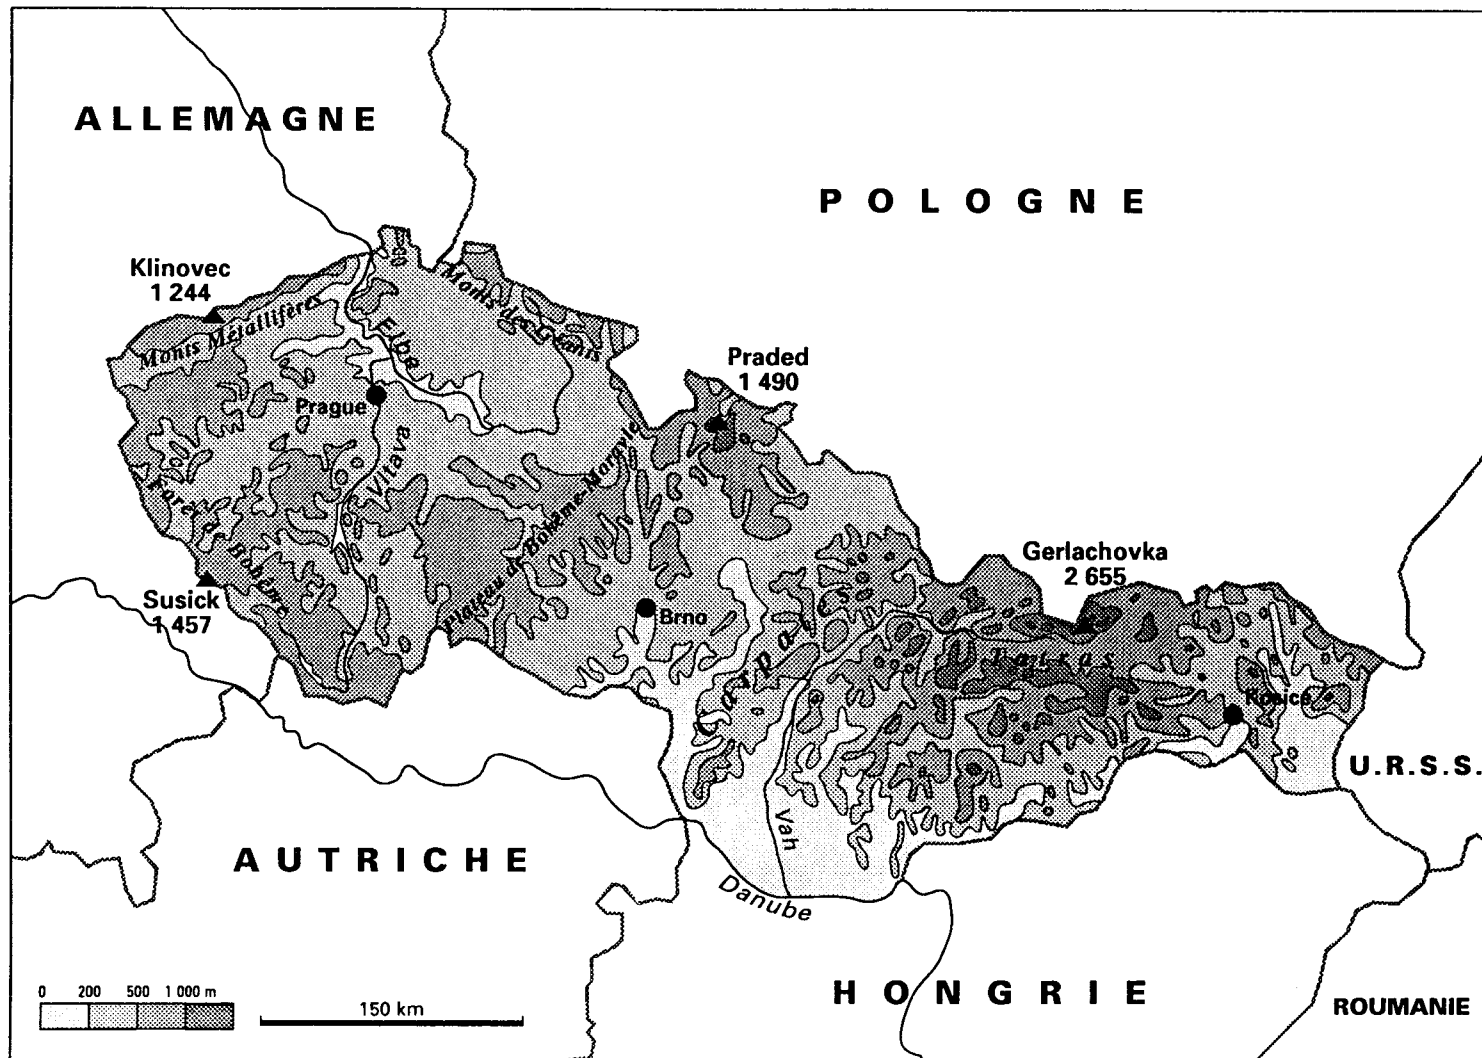 ALLEMAGNE
POLOGNE
Klinovec
1 244
Monts Métallifères
Monts des Géants
Elbe
Praded
1 490
Prague
Vltava
Forêt de Bohême
Plateau de Bohême-Moravie
Susick
1 457
Brno
Carpates
Gerlachovka
2 655
Tatras
Kosice
U.R.S.S.
AUTRICHE
Vah
Danube
HONGRIE
ROUMANIE
0 200 500 1 000 m
150 km